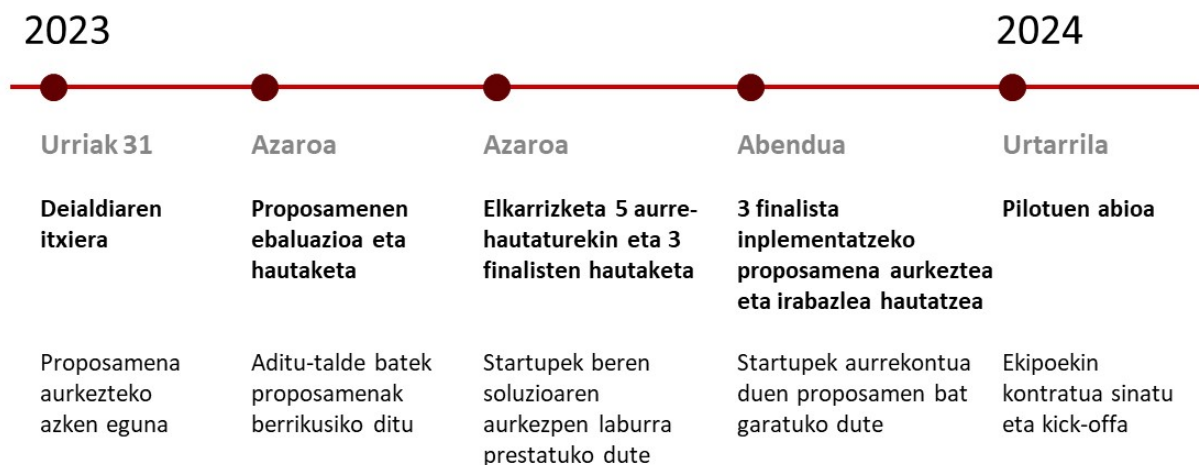 2023
2024
Urriak 31
Deialdiaren
itxiera
Proposamena
aurkezteko
azken eguna
Azaroa
Proposamenen
ebaluazioa eta
hautaketa
Aditu-talde batek
proposamenak
berrikusiko ditu
Azaroa
Elkarrizketa 5 aurre-
hautaturekin eta 3
finalisten hautaketa
Startupek beren
soluzioaren
aurkezpen laburra
prestatuko dute
Abendua
3 finalista
inplementatzeko
proposamena aurkeztea
eta irabazlea hautatzea
Startupek aurrekontua
duen proposamen bat
garatuko dute
Urtarrila
Pilotuen abioa
Ekipoekin
kontratua sinatu
eta kick-offa